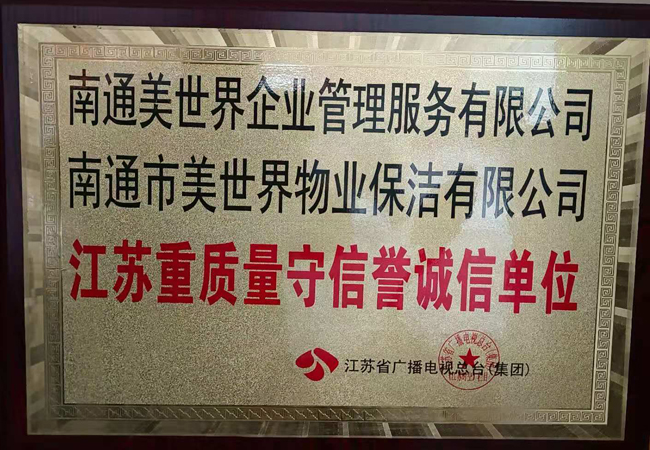 南通美世界企业管理服务有限公司
南通市美世界物业保洁有限公司
江苏重质量守信誉诚信单位
江苏省广播电视总台(集团)